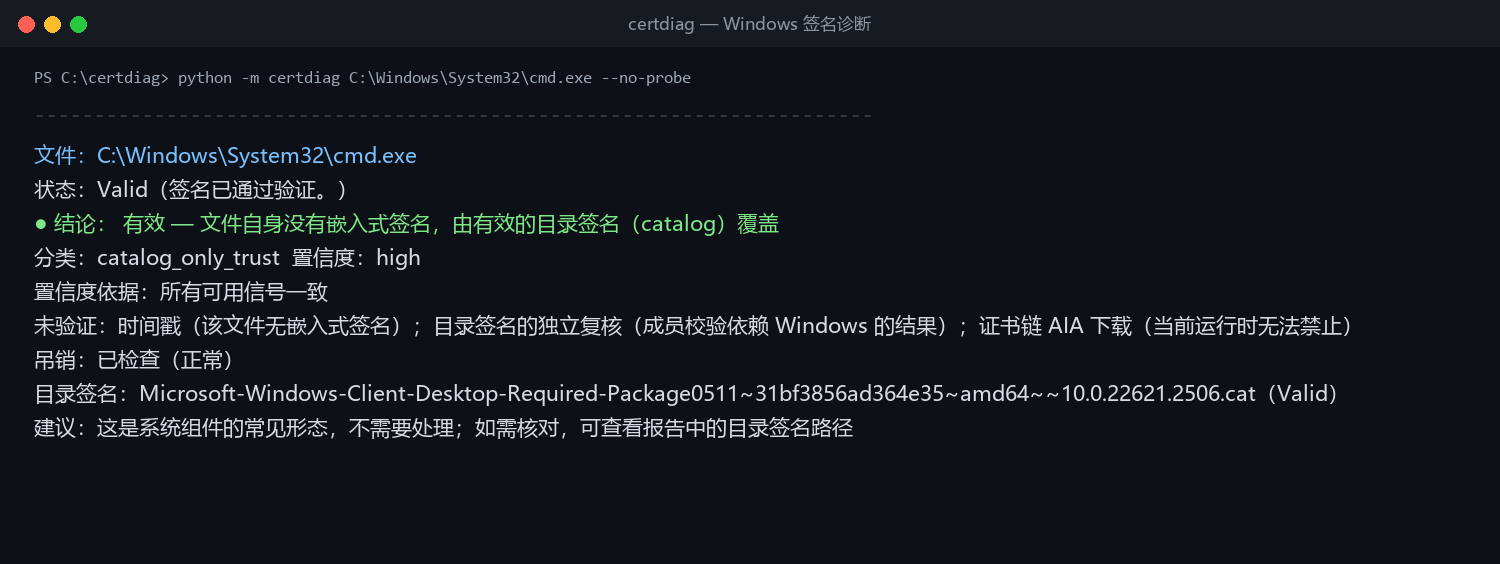 certdiag — Windows 签名诊断
PS C:\certdiag> python -m certdiag C:\Windows\System32\cmd.exe --no-probe
----------------------------------------------------------------------
文件：C:\Windows\System32\cmd.exe
状态：Valid（签名已通过验证。）
● 结论： 有效 — 文件自身没有嵌入式签名，由有效的目录签名（catalog）覆盖
分类：catalog_only_trust 置信度：high
置信度依据：所有可用信号一致
未验证：时间戳（该文件无嵌入式签名）；目录签名的独立复核（成员校验依赖 Windows 的结果）；证书链 AIA 下载（当前运行时无法禁止）
吊销：已检查（正常）
目录签名：Microsoft-Windows-Client-Desktop-Required-Package0511~31bf3856ad364e35~amd64~~10.0.22621.2506.cat（Valid）
建议：这是系统组件的常见形态，不需要处理；如需核对，可查看报告中的目录签名路径